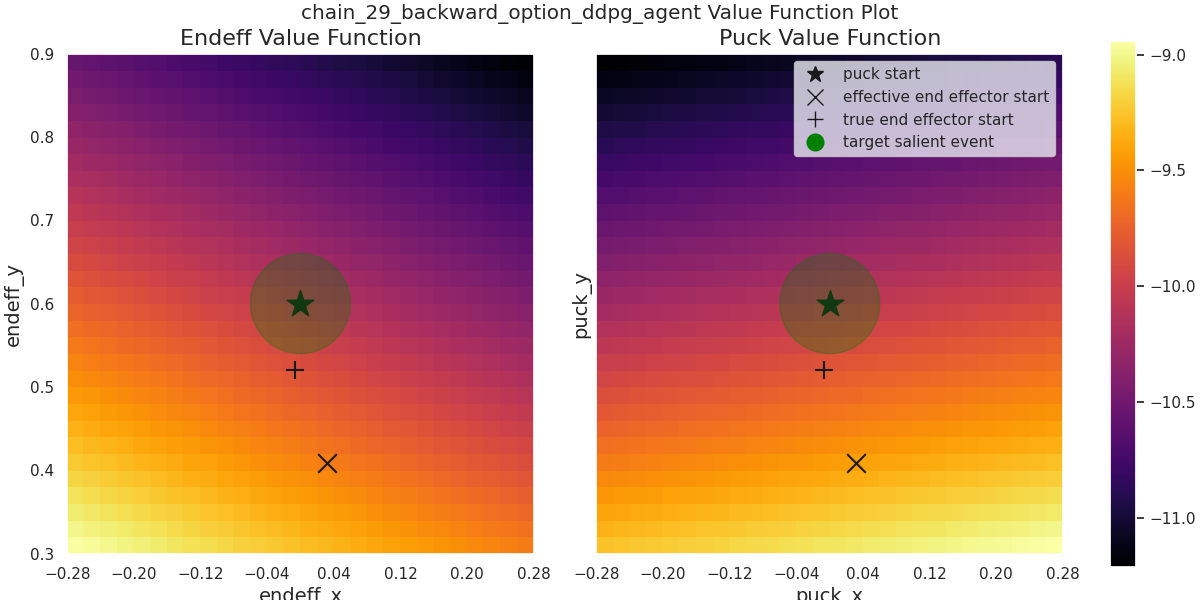 chain_29_backward_option_ddpg_agent Value Function Plot
Endeff Value Function
Puck Value Function
0.9
0.8
0.7
0.6
0.5
0.4
0.3
endeff_y
−0.28 −0.20 −0.12 −0.04 0.04 0.12 0.20 0.28
endeff_x
puck_y
puck start
effective end effector start
true end effector start
target salient event
−0.28 −0.20 −0.12 −0.04 0.04 0.12 0.20 0.28
puck_x
−9.0
−9.5
−10.0
−10.5
−11.0